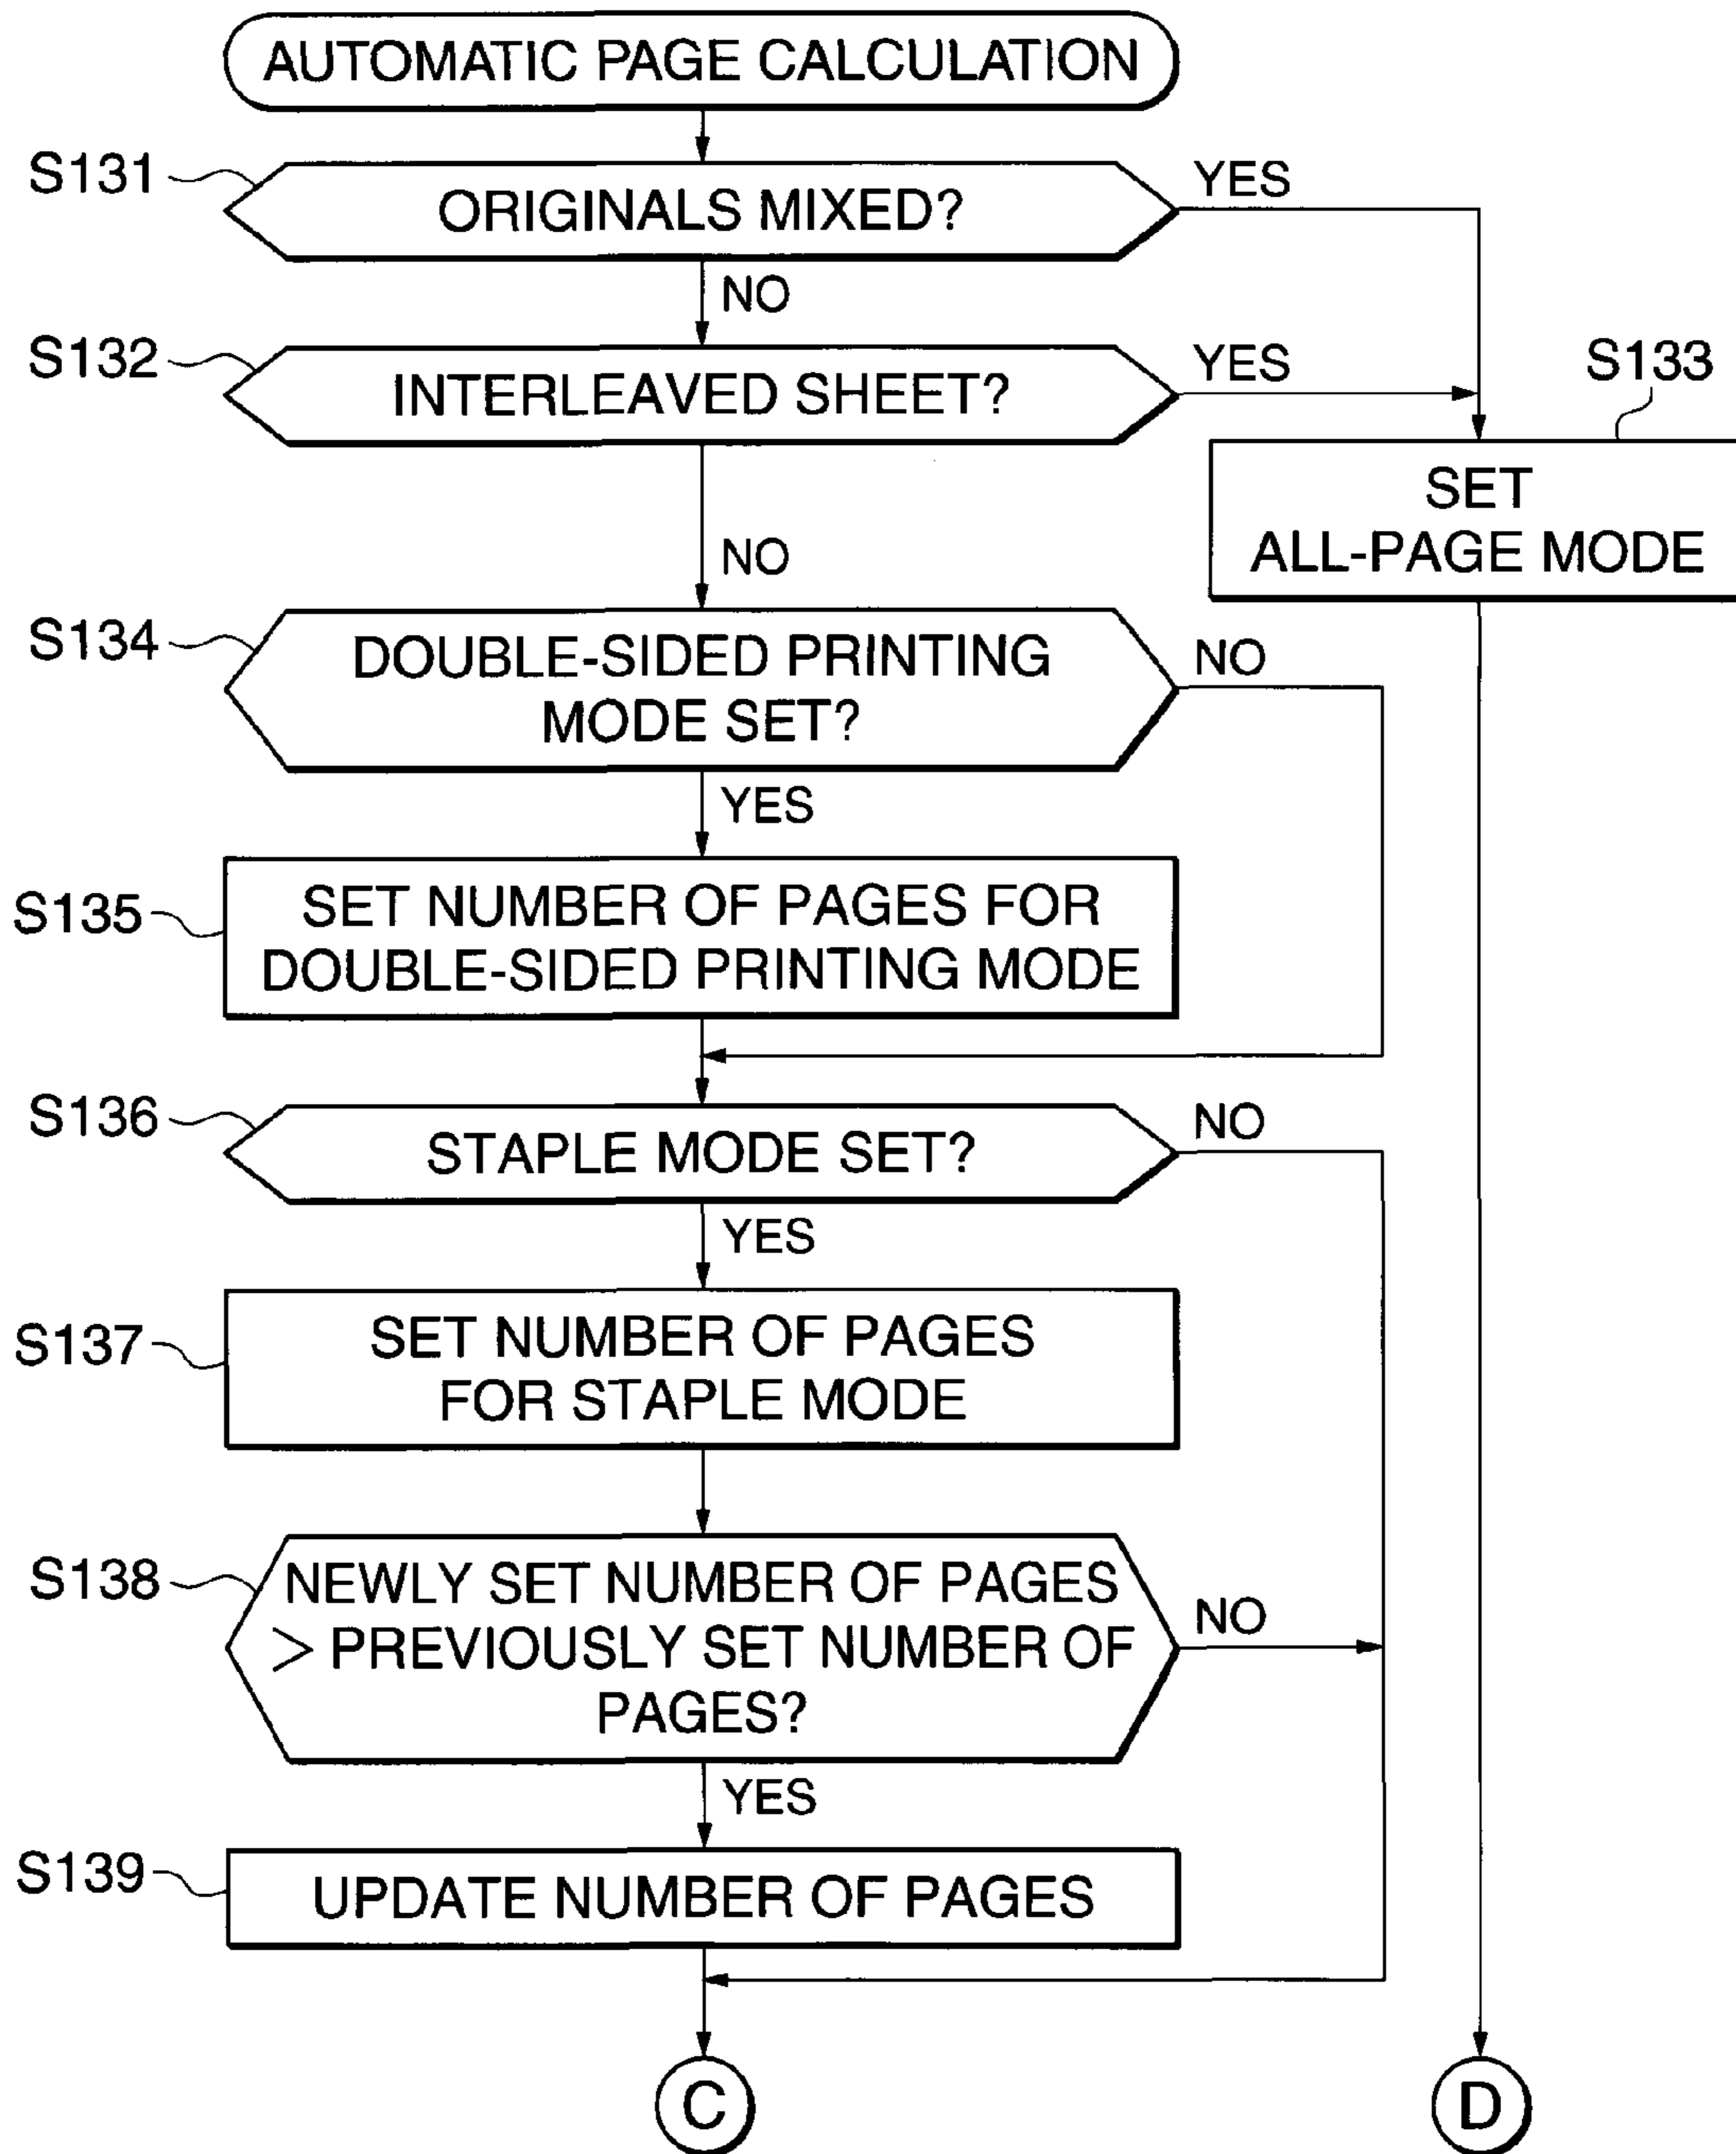 AUTOMATIC PAGE CALCULATION
S131
ORIGINALS MIXED?
YES
NO
S132
INTERLEAVED SHEET?
YES
S133
SET
ALL-PAGE MODE
NO
S134
DOUBLE-SIDED PRINTING
MODE SET?
NO
YES
S135
SET NUMBER OF PAGES FOR
DOUBLE-SIDED PRINTING MODE
S136
STAPLE MODE SET?
NO
YES
S137
SET NUMBER OF PAGES
FOR STAPLE MODE
S138
NEWLY SET NUMBER OF PAGES
> PREVIOUSLY SET NUMBER OF
PAGES?
NO
YES
S139
UPDATE NUMBER OF PAGES
C
D